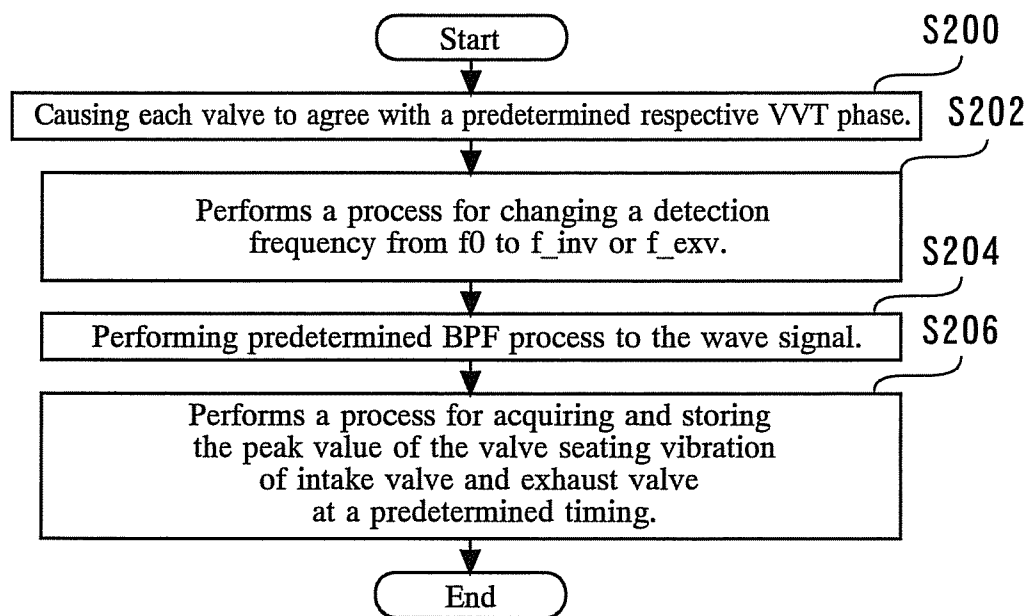 Start
S200
Causing each valve to agree with a predetermined respective VVT phase.
S202
Performs a process for changing a detection
frequency from f0 to f_inv or f_exv.
S204
Performing predetermined BPF process to the wave signal.
S206
Performs a process for acquiring and storing
the peak value of the valve seating vibration
of intake valve and exhaust valve
at a predetermined timing.
End